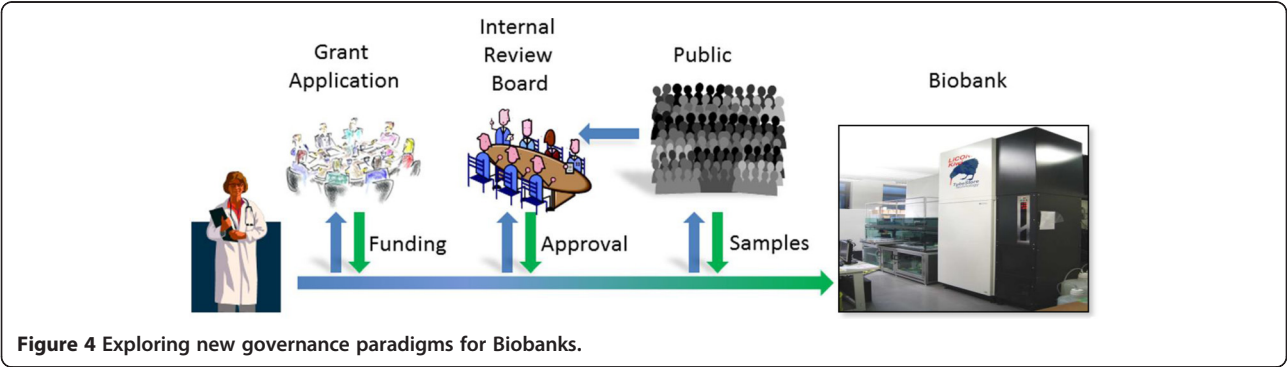 Grant
Application
Internal
Review
Board
Public
Biobank
Funding
Approval
Samples
Figure 4 Exploring new governance paradigms for Biobanks.